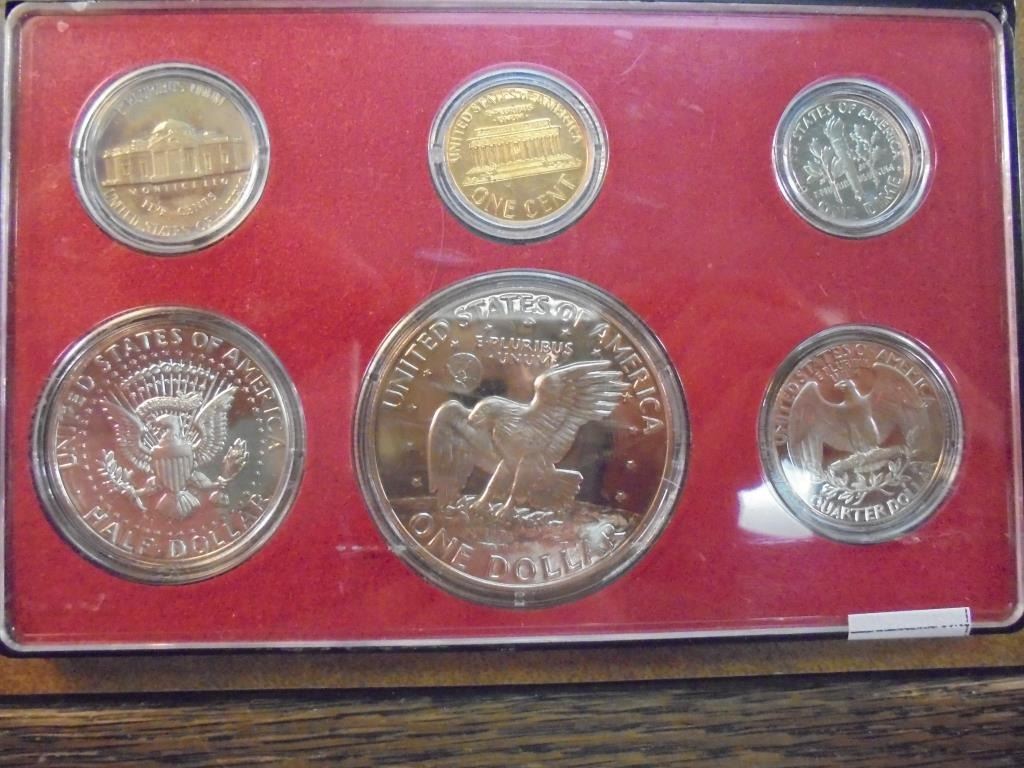 E PLURIBUS UNUM
MONTICELLO
FIVE CENTS
UNITED STATES OF
UNITED STATES OF AMERICA
E PLURIBUS
UNUM
ONE CENT
STATES OF AMERICA
ONE DIME
UNITED STATES OF AMERICA
HALF DOLLAR
UNITED STATES OF AMERICA
E PLURIBUS
UNUM
ONE DOLLAR
UNITED STATES OF AMERICA
QUARTER DOLLAR